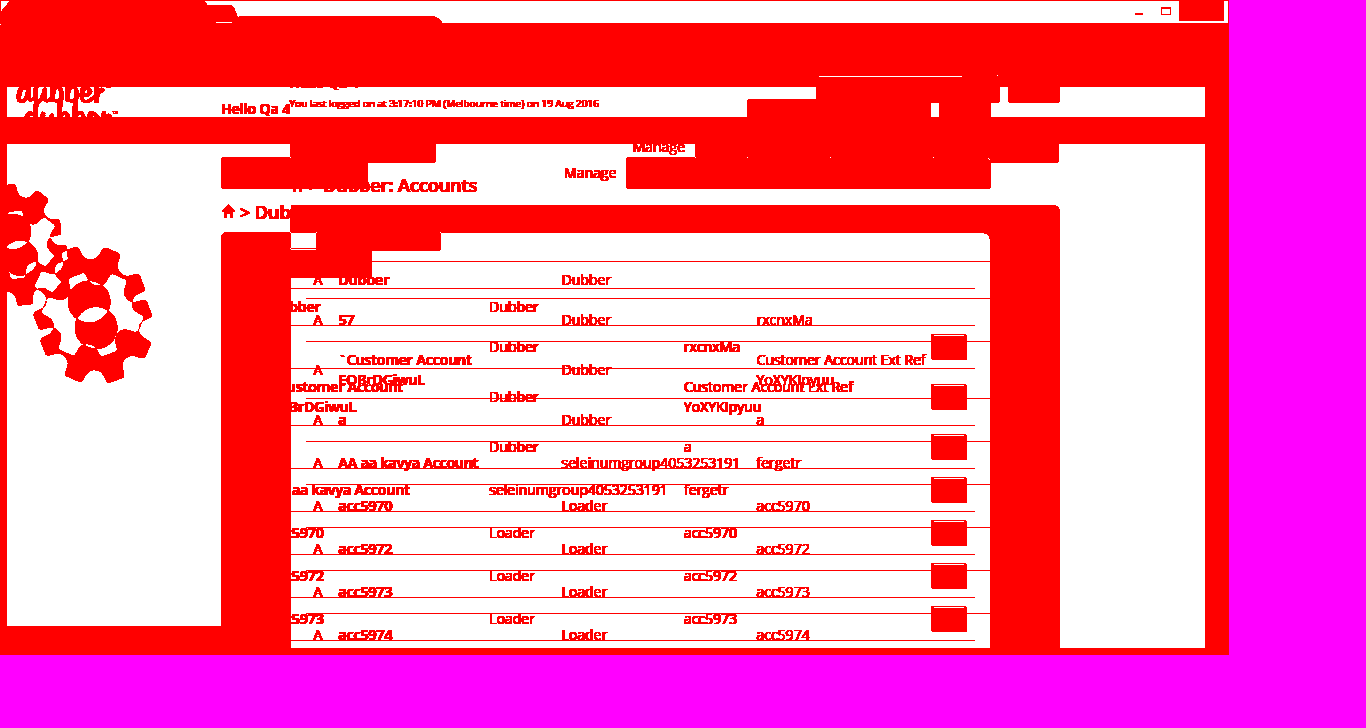 dubber
dubber™
You last logged on at 3:17:10 PM (Melbourne time) on 19 Aug 2016
Hello Qa 4
Manage
Manage
> Dubber: Accounts
> Dub
A Dubber Dubber
bber Dubber
A 57 Dubber rxcnxMa
Dubber rxcnxMa
`Customer Account Customer Account Ext Ref
A Dubber
EQBrDGiwuL YoXYKlpyuu
ustomer Account Customer Account Ext Ref
Dubber
BrDGiwuL YoXYKlpyuu
A a Dubber a
Dubber a
A AA aa kavya Account seleinumgroup4053253191 fergetr
aa kavya Account seleinumgroup4053253191 fergetr
A acc5970 Loader acc5970
5970 Loader acc5970
A acc5972 Loader acc5972
5972 Loader acc5972
A acc5973 Loader acc5973
5973 Loader acc5973
A acc5974 Loader acc5974